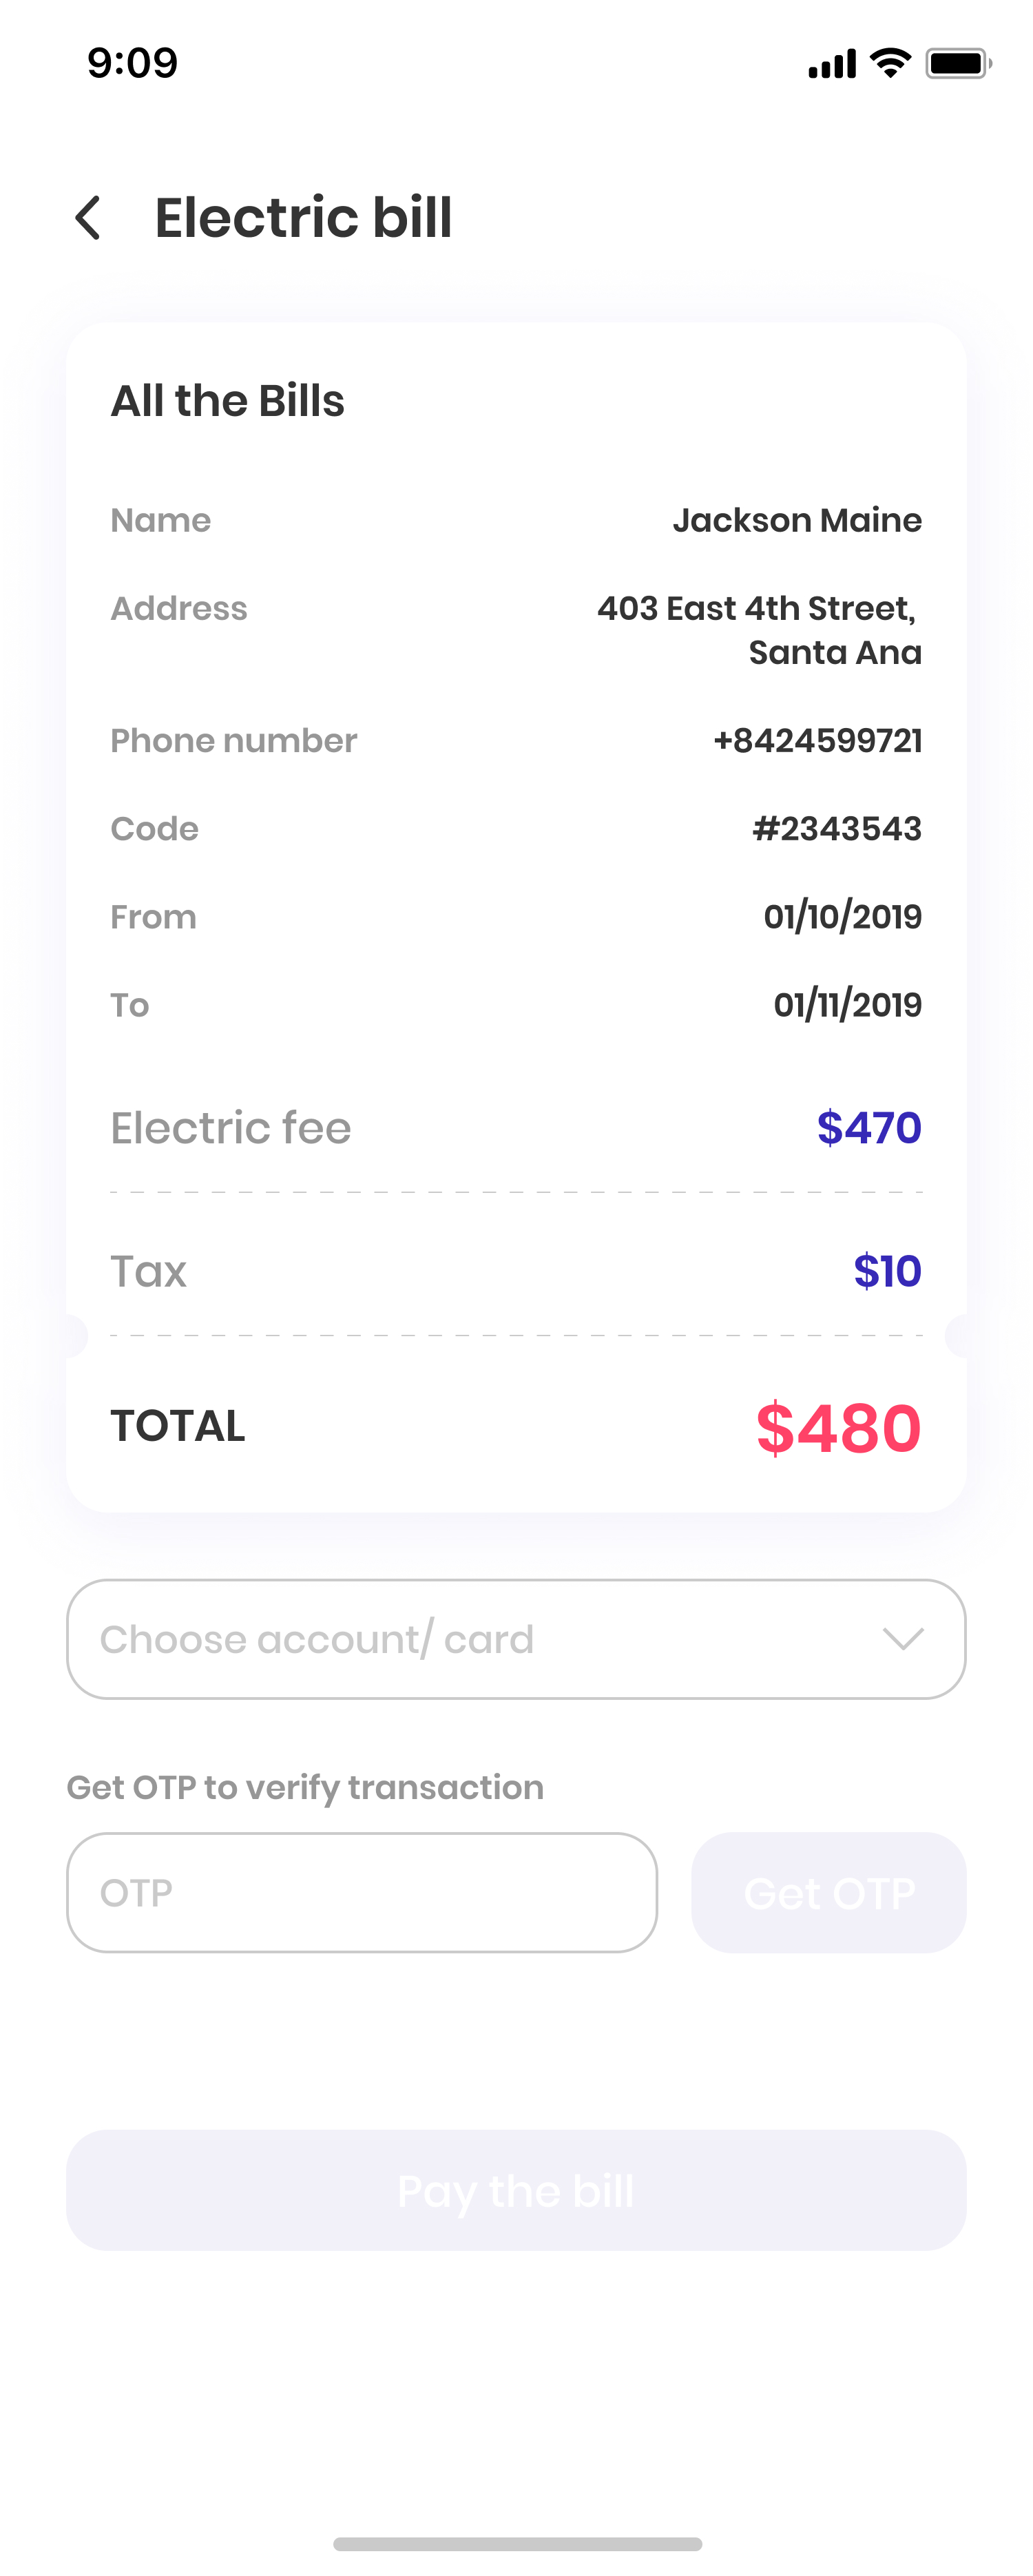 9:09
Electric bill
All the Bills
Name Jackson Maine
Address 403 East 4th Street,
Santa Ana
Phone number +8424599721
Code #2343543
From 01/10/2019
To 01/11/2019
Electric fee $470
Tax $10
TOTAL $480
Choose account/ card
Get OTP to verify transaction
OTP Get OTP
Pay the bill